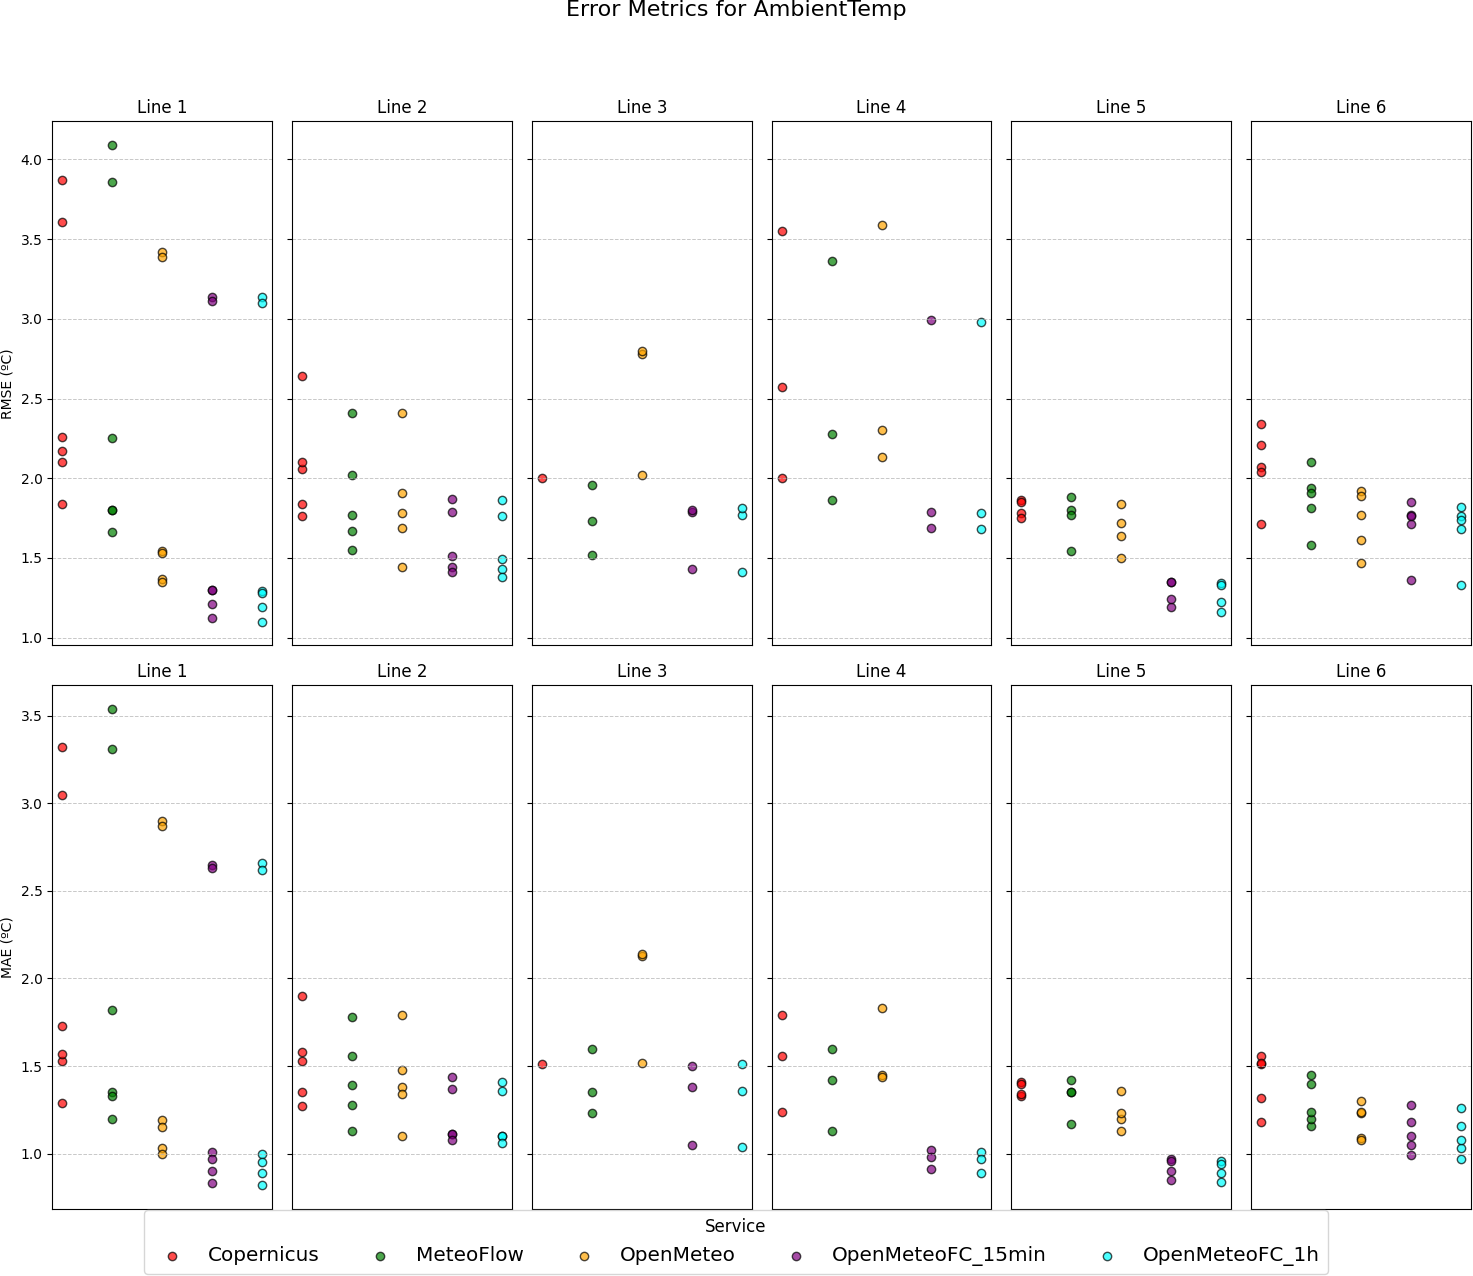 Error Metrics for AmbientTemp
Line 1
Line 2
Line 3
Line 4
Line 5
Line 6
4.0
3.5
3.0
2.5
2.0
1.5
1.0
RMSE (ºC)
Line 1
Line 2
Line 3
Line 4
Line 5
Line 6
3.5
3.0
2.5
2.0
1.5
1.0
MAE (ºC)
Service
Copernicus
MeteoFlow
OpenMeteo
OpenMeteoFC_15min
OpenMeteoFC_1h